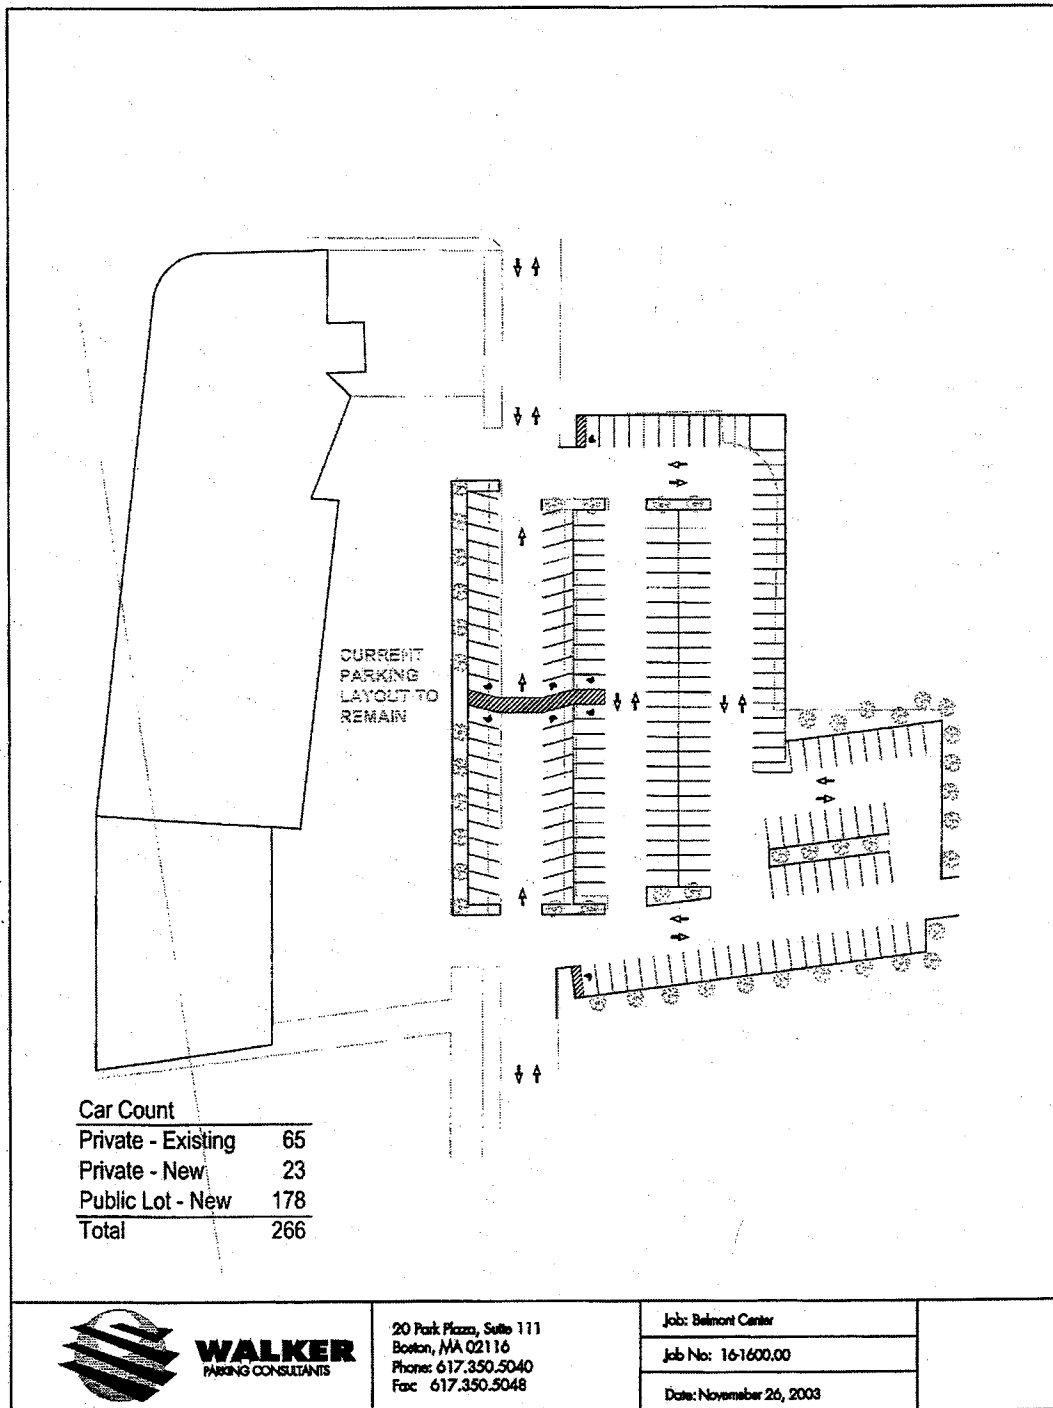 CURRENT
PARKING
LAYOUT TO
REMAIN
Car Count
Private - Existing 65
Private - New 23
Public Lot - New 178
Total 266
WALKER
PARKING CONSULTANTS
20 Park Plaza, Suite 111
Boston, MA 02116
Phone: 617.350.5040
Fax: 617.350.5048
Job: Belmont Center
Job No: 16-1600.00
Date: Novemeber 26, 2003